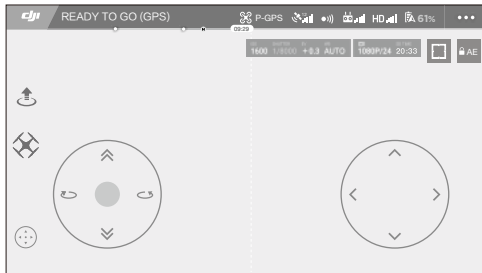 dji READY TO GO (GPS) P-GPS HD 61%
09:29
1600 1/8000 +0.3 AUTO 1080P/24 20:33 AE